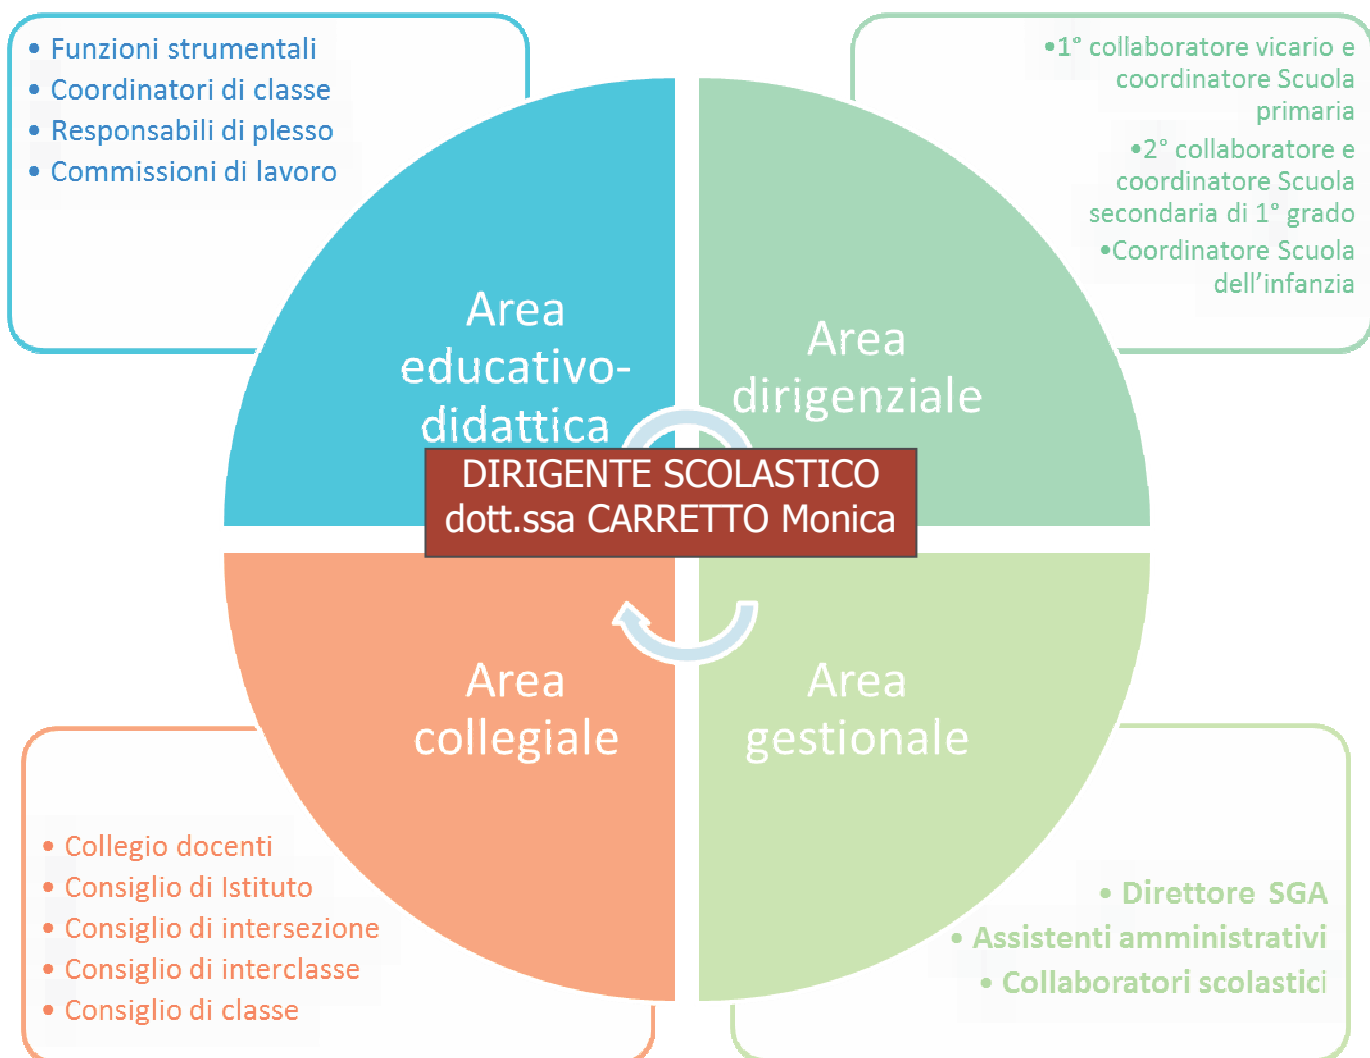 • Funzioni strumentali
• Coordinatori di classe
• Responsabili di plesso
• Commissioni di lavoro
•1° collaboratore vicario e
coordinatore Scuola
primaria
•2° collaboratore e
coordinatore Scuola
secondaria di 1° grado
•Coordinatore Scuola
dell'infanzia
Area
educativo-
didattica
Area
dirigenziale
DIRIGENTE SCOLASTICO
dott.ssa CARRETTO Monica
Area
collegiale
Area
gestionale
• Collegio docenti
• Consiglio di Istituto
• Consiglio di intersezione
• Consiglio di interclasse
• Consiglio di classe
• Direttore SGA
• Assistenti amministrativi
• Collaboratori scolastici